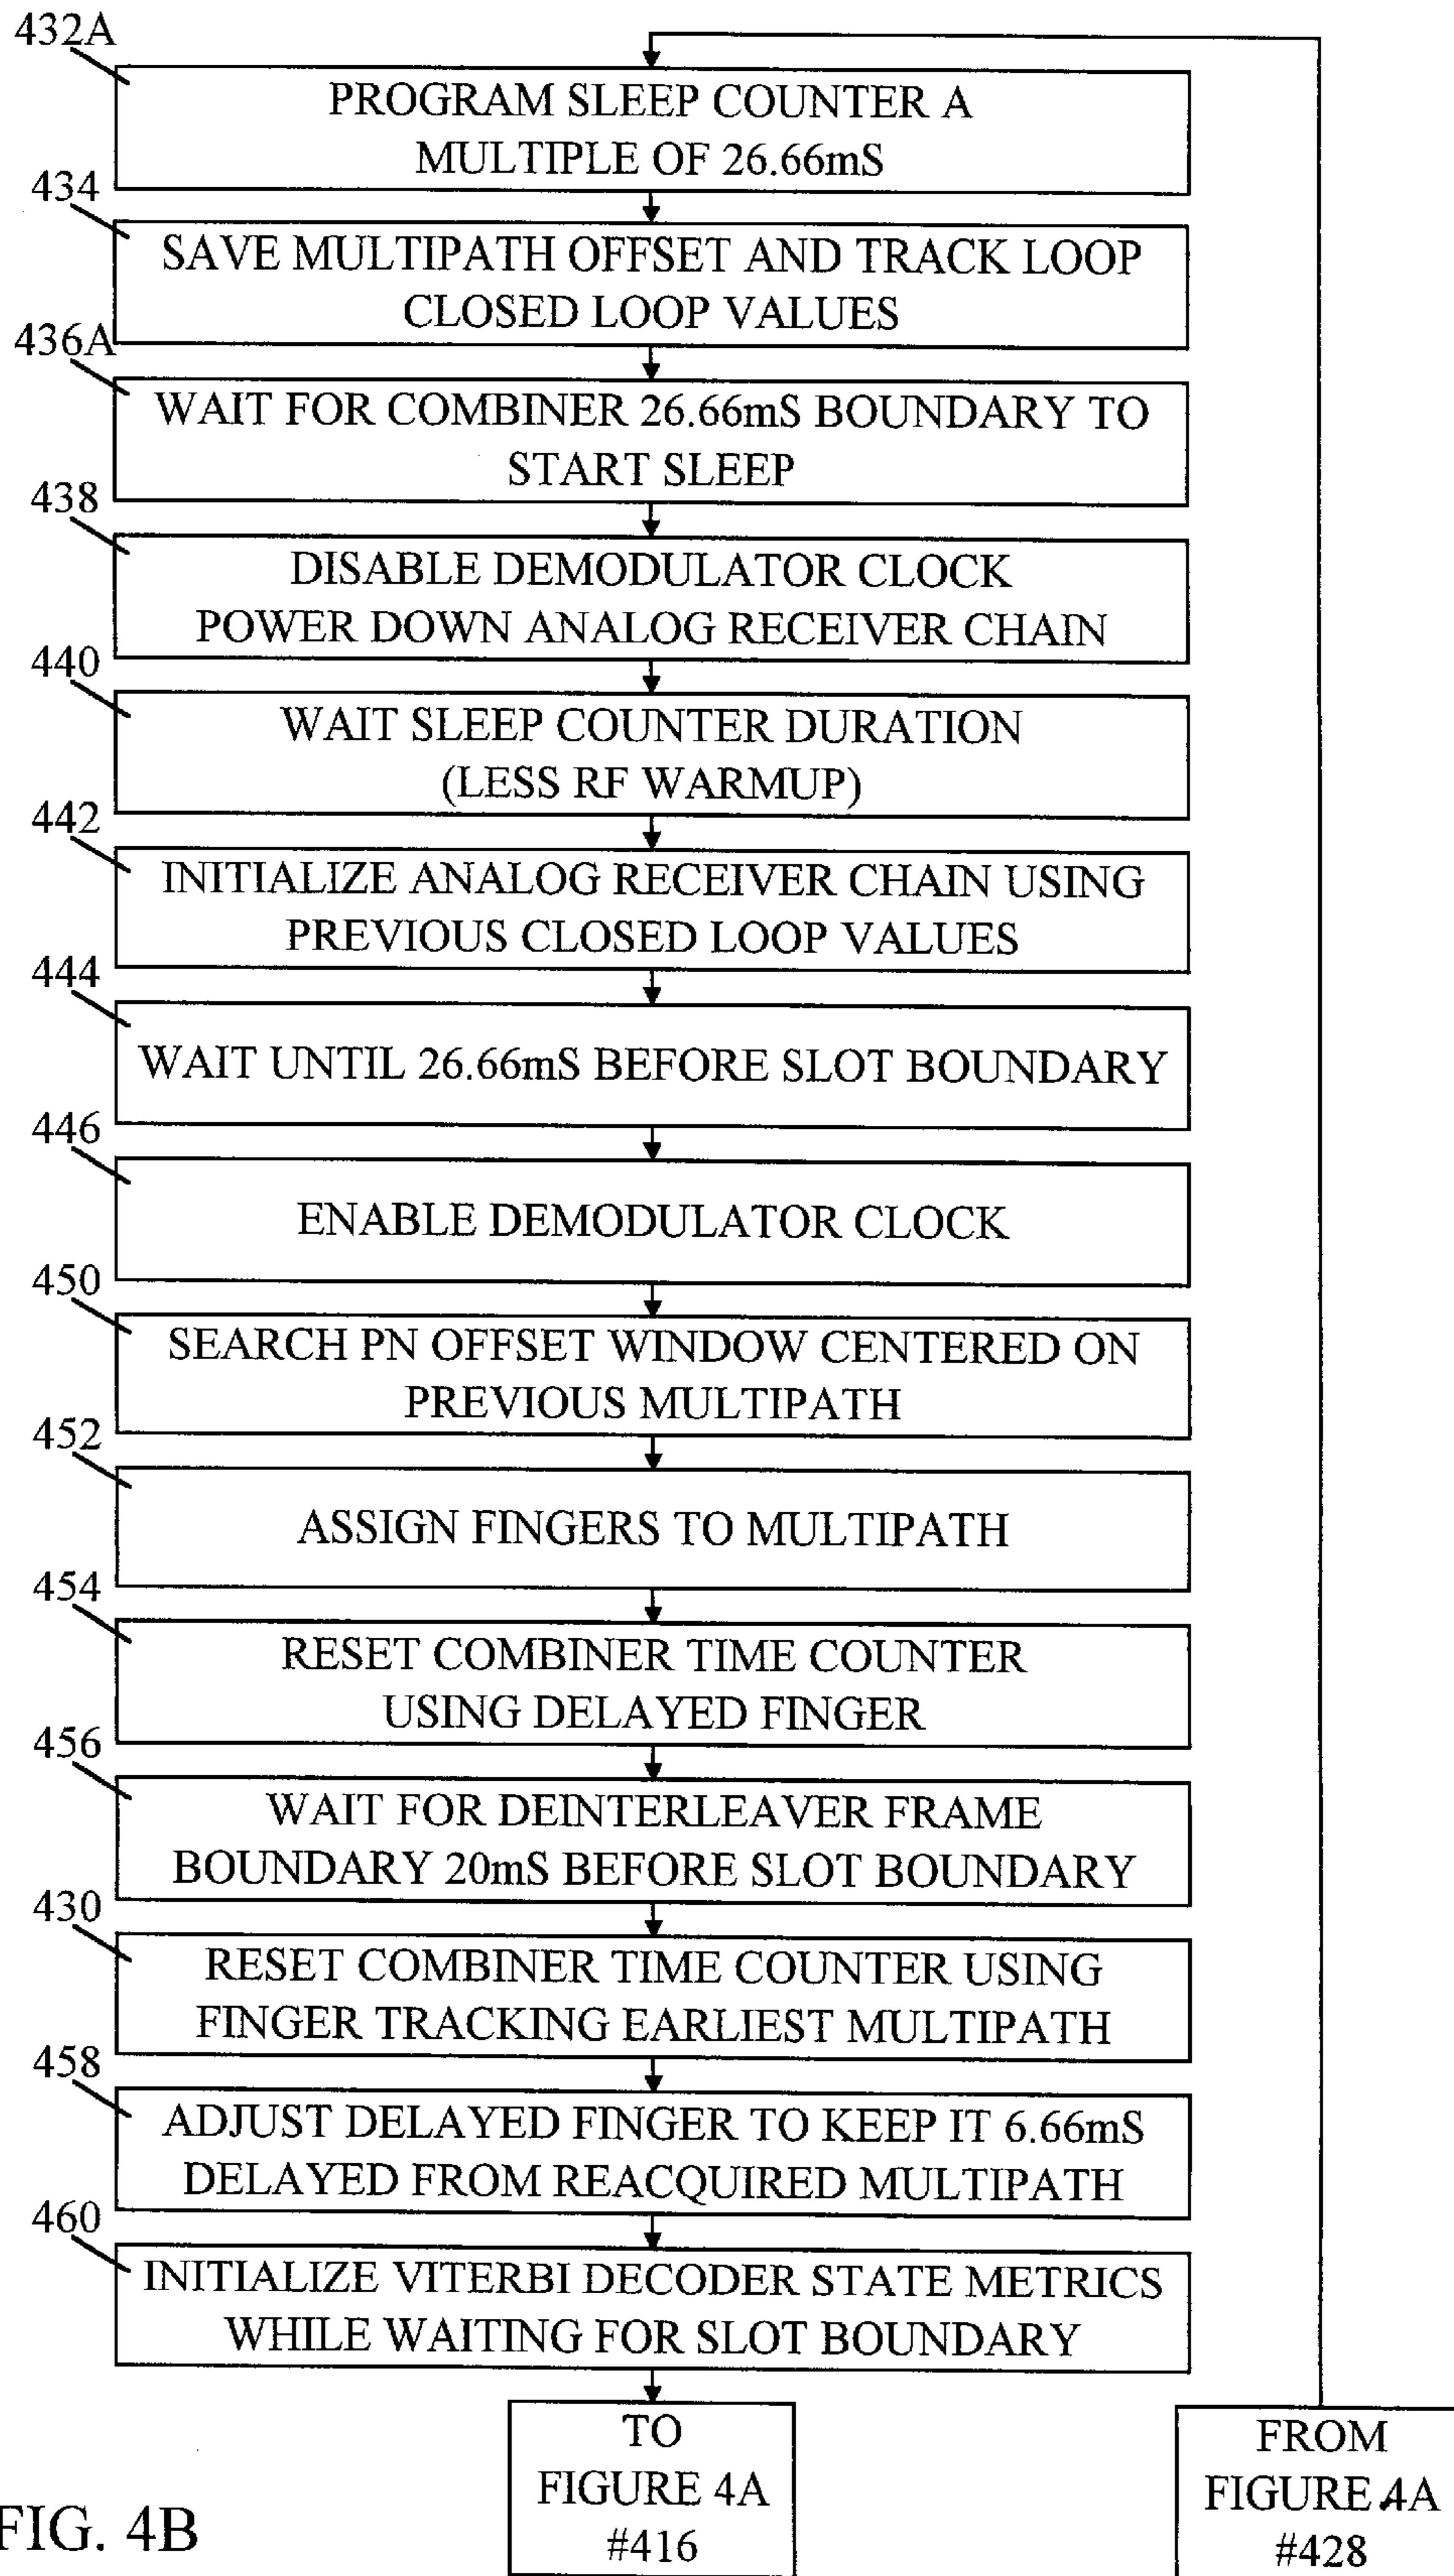 432A
PROGRAM SLEEP COUNTER A
MULTIPLE OF 26.66mS
434
SAVE MULTIPATH OFFSET AND TRACK LOOP
CLOSED LOOP VALUES
436A
WAIT FOR COMBINER 26.66mS BOUNDARY TO
START SLEEP
438
DISABLE DEMODULATOR CLOCK
POWER DOWN ANALOG RECEIVER CHAIN
440
WAIT SLEEP COUNTER DURATION
(LESS RF WARMUP)
442
INITIALIZE ANALOG RECEIVER CHAIN USING
PREVIOUS CLOSED LOOP VALUES
444
WAIT UNTIL 26.66mS BEFORE SLOT BOUNDARY
446
ENABLE DEMODULATOR CLOCK
450
SEARCH PN OFFSET WINDOW CENTERED ON
PREVIOUS MULTIPATH
452
ASSIGN FINGERS TO MULTIPATH
454
RESET COMBINER TIME COUNTER
USING DELAYED FINGER
456
WAIT FOR DEINTERLEAVER FRAME
BOUNDARY 20mS BEFORE SLOT BOUNDARY
430
RESET COMBINER TIME COUNTER USING
FINGER TRACKING EARLIEST MULTIPATH
458
ADJUST DELAYED FINGER TO KEEP IT 6.66mS
DELAYED FROM REACQUIRED MULTIPATH
460
INITIALIZE VITERBI DECODER STATE METRICS
WHILE WAITING FOR SLOT BOUNDARY
TO
FIGURE 4A
#416
FROM
FIGURE 4A
#428
FIG. 4B